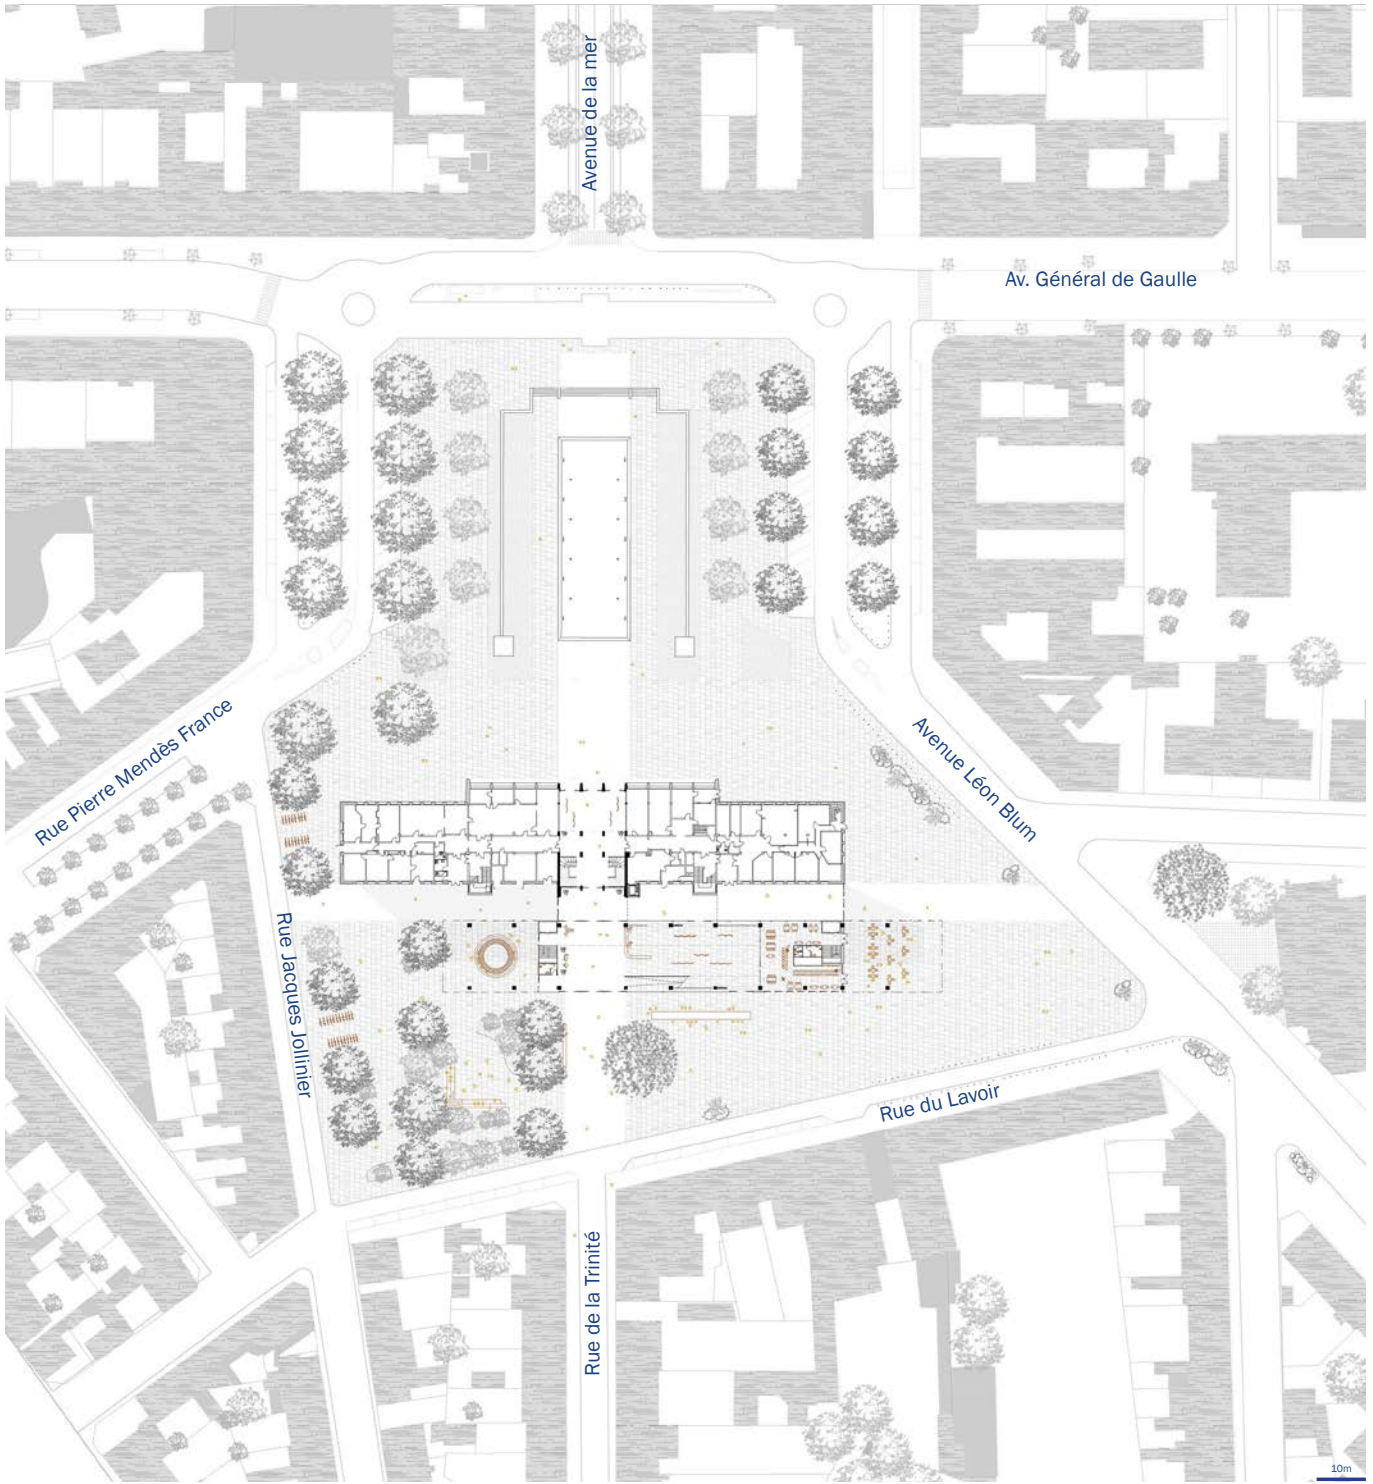 Avenue de la mer
Av. Général de Gaulle
Rue Pierre Mendès France
Avenue Léon Blum
Rue Jacques Jollinier
Rue du Lavoir
Rue de la Trinité
10m